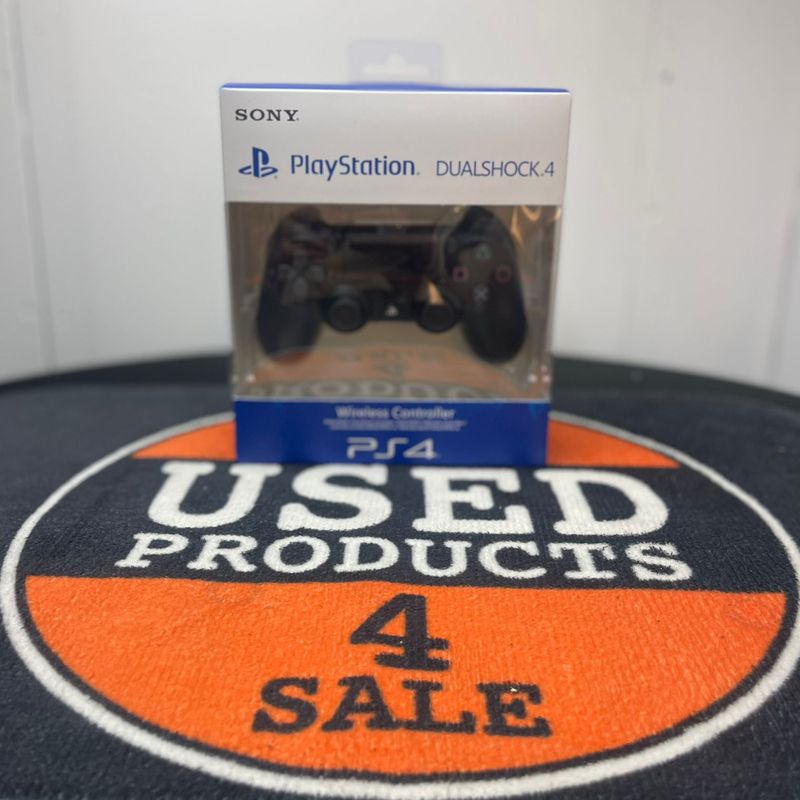 SONY
PlayStation DUALSHOCK 4
Wireless Controller
PS4
USED
PRODUCTS
4
SALE